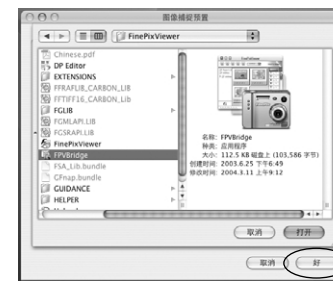 图像捕捉预置
FinePixViewer
Chinese.pdf
DP Editor
EXTENSIONS
FFRAFLIB_CARBON_LIB
FFTIFF16_CARBON_Lib
FGLIB
FGMLAPI.LIB
FGSRAPI.LIB
FinePixViewer
FPVBridge
FSA_Lib.bundle
GFnap.bundle
GUIDANCE
HELPER
名称: FPVBridge
种类: 应用程序
大小: 112.5 KB 磁盘上 (103,586 字节)
创建时间: 2003.6.25 下午6:49
修改时间: 2004.3.11 上午9:12
取消
打开
取消
好